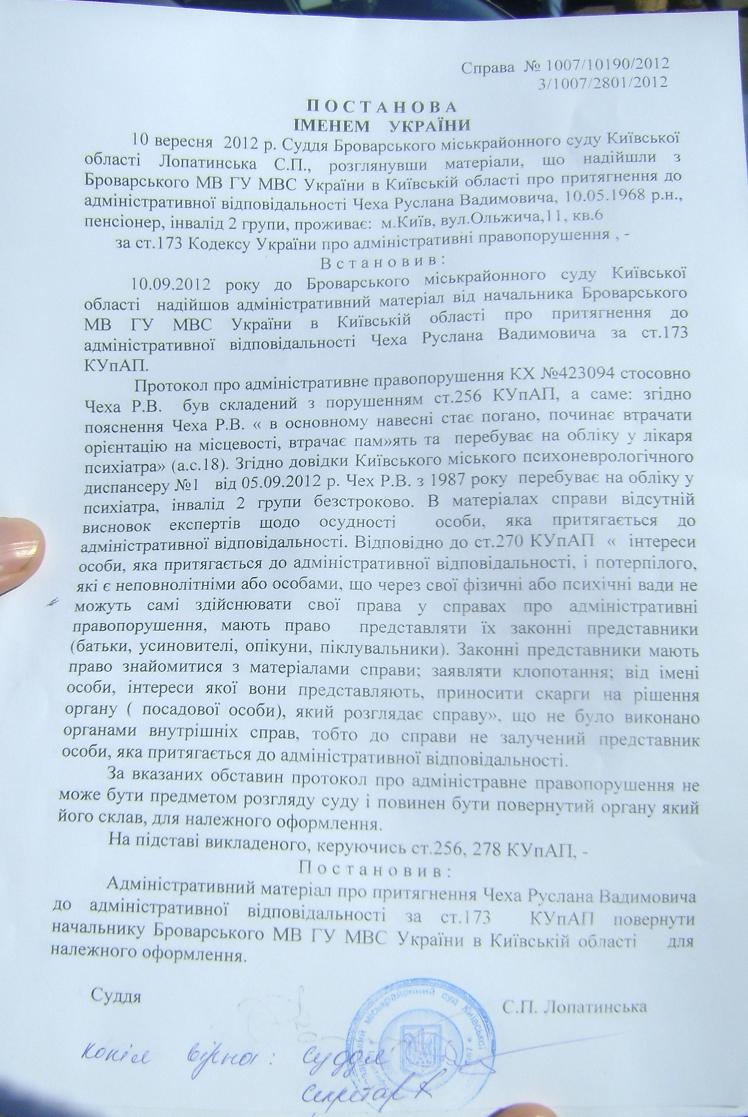 Справа № 1007/10190/2012
3/1007/2801/2012
П О С Т А Н О В А
ІМЕНЕМ УКРАЇНИ
10 вересня 2012 р. Суддя Броварського міськрайонного суду Київської
області Лопатинська С.П., розглянувши матеріали, що надійшли з
Броварського МВ ГУ МВС України в Київській області про притягнення до
адміністративної відповідальності Чеха Руслана Вадимовича, 10.05.1968 р.н.,
пенсіонер, інвалід 2 групи, проживає: м.Київ, вул.Ольжича,11, кв.6
за ст.173 Кодексу України про адміністративні правопорушення , -
В с т а н о в и в :
10.09.2012 року до Броварського міськрайонного суду Київської
області надійшов адміністративний матеріал від начальника Броварського
МВ ГУ МВС України в Київській області про притягнення до
адміністративної відповідальності Чеха Руслана Вадимовича за ст.173
КУпАП.
Протокол про адміністративне правопорушення КХ №423094 стосовно
Чеха Р.В. був складений з порушенням ст.256 КУпАП, а саме: згідно
пояснення Чеха Р.В. « в основному навесні стає погано, починає втрачати
орієнтацію на місцевості, втрачає пам»ять та перебуває на обліку у лікаря
психіатра» (а.с.18). Згідно довідки Київського міського психоневрологічного
диспансеру №1 від 05.09.2012 р. Чех Р.В. з 1987 року перебуває на обліку у
психіатра, інвалід 2 групи безстроково. В матеріалах справи відсутній
висновок експертів щодо осудності особи, яка притягається до
адміністративної відповідальності. Відповідно до ст.270 КУпАП « інтереси
особи, яка притягається до адміністративної відповідальності, і потерпілого,
які є неповнолітніми або особами, що через свої фізичні або психічні вади не
можуть самі здійснювати свої права у справах про адміністративні
правопорушення, мають право представляти їх законні представники
(батьки, усиновителі, опікуни, піклувальники). Законні представники мають
право знайомитися з матеріалами справи; заявляти клопотання; від імені
особи, інтереси якої вони представляють, приносити скарги на рішення
органу ( посадової особи), який розглядає справу», що не було виконано
органами внутрішніх справ, тобто до справи не залучений представник
особи, яка притягається до адміністративної відповідальності.
За вказаних обставин протокол про адміністравне правопорушення не
може бути предметом розгляду суду і повинен бути повернутий органу який
його склав, для належного оформлення.
На підставі викладеного, керуючись ст.256, 278 КУпАП, -
П о с т а н о в и в :
Адміністративний матеріал про притягнення Чеха Руслана Вадимовича
до адміністративної відповідальності за ст.173 КУпАП повернути
начальнику Броварського МВ ГУ МВС України в Київській області для
належного оформлення.
Суддя С.П. Лопатинська
міськрайонний суд Київської
копія вірна: суддя
секретар